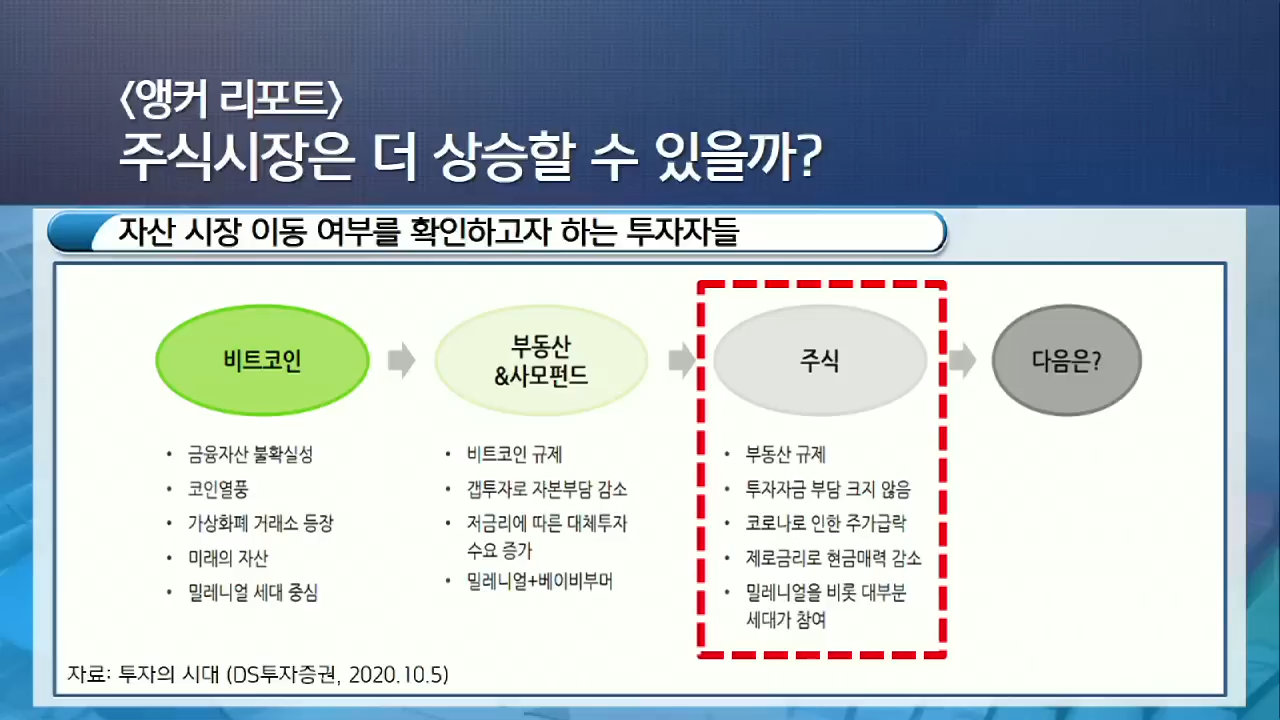 <앵커 리포트>
주식시장은 더 상승할 수 있을까?
자산 시장 이동 여부를 확인하고자 하는 투자자들
비트코인
• 금융자산 불확실성
• 코인열풍
• 가상화폐 거래소 등장
• 미래의 자산
• 밀레니얼 세대 중심
부동산
&사모펀드
• 비트코인 규제
• 갭투자로 자본부담 감소
• 저금리에 따른 대체투자
수요 증가
• 밀레니얼+베이비부머
주식
• 부동산 규제
• 투자자금 부담 크지 않음
• 코로나로 인한 주가급락
• 제로금리로 현금매력 감소
• 밀레니얼을 비롯 대부분
세대가 참여
다음은?
자료: 투자의 시대 (DS투자증권, 2020.10.5)